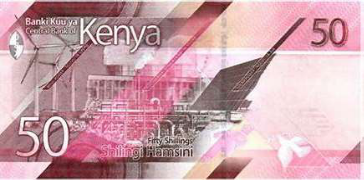 Banki Kuu ya
Central Bank of
Kenya
50
50
Fifty Shillings
Shilingi Hamsini